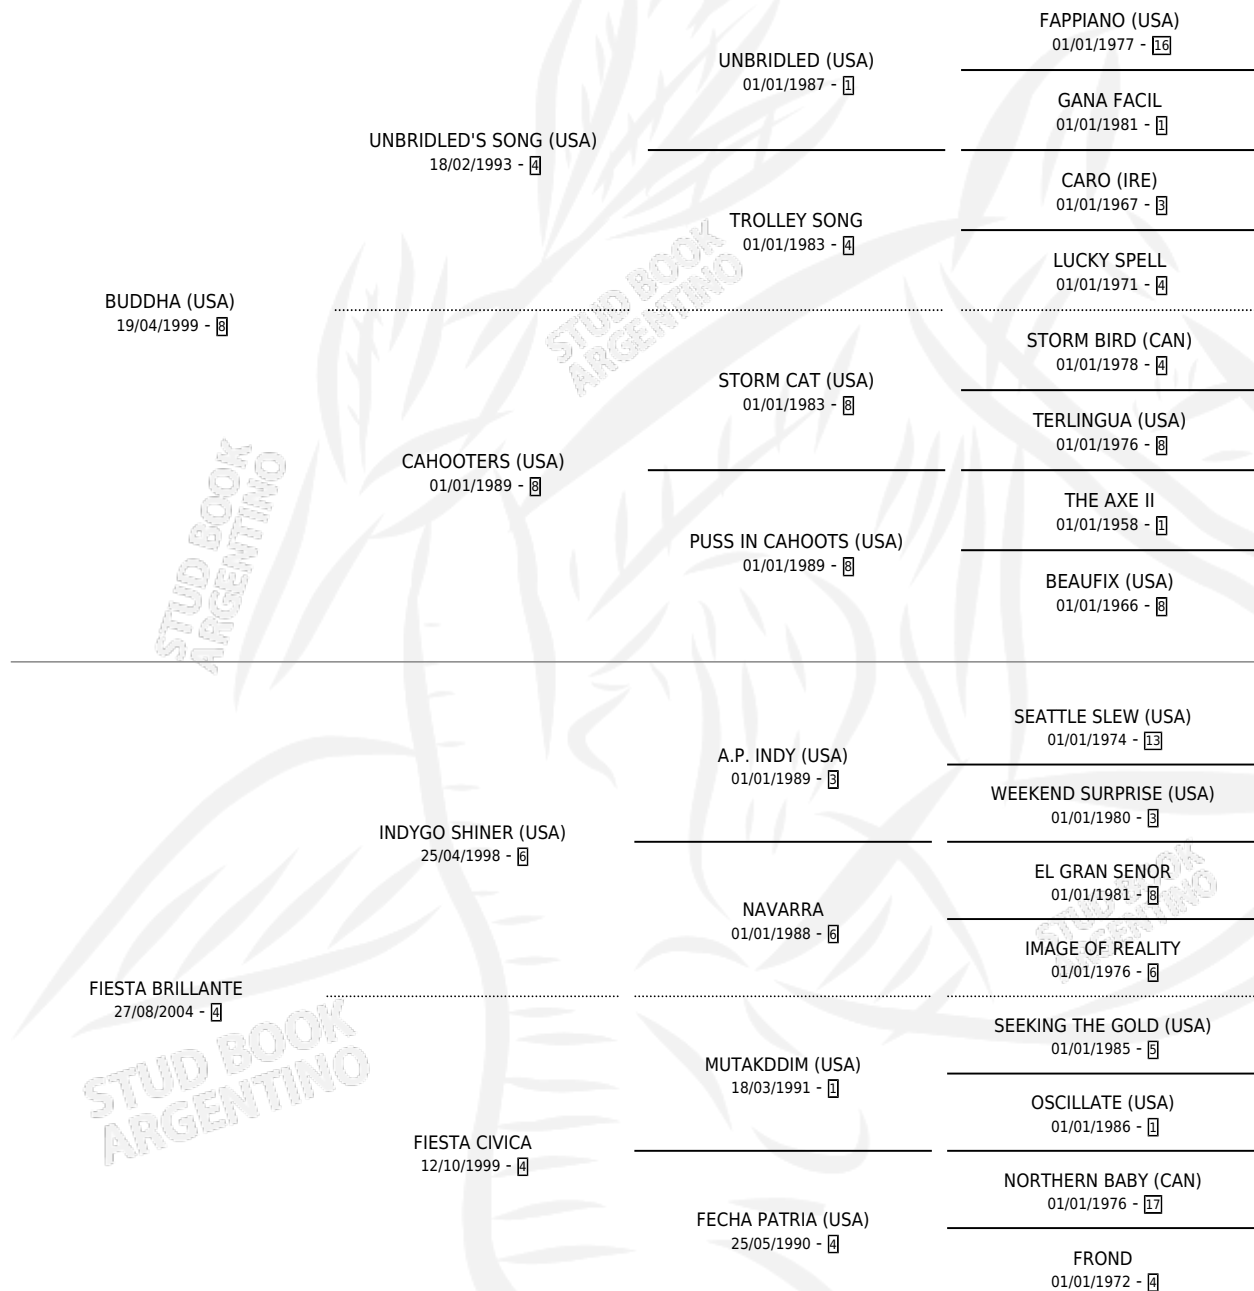 FAPPIANO (USA)
01/01/1977 - 16
UNBRIDLED (USA)
01/01/1987 - 1
GANA FACIL
01/01/1981 - 1
UNBRIDLED'S SONG (USA)
18/02/1993 - 4
CARO (IRE)
01/01/1967 - 3
TROLLEY SONG
01/01/1983 - 4
LUCKY SPELL
01/01/1971 - 4
BUDDHA (USA)
19/04/1999 - 8
STORM BIRD (CAN)
01/01/1978 - 4
STORM CAT (USA)
01/01/1983 - 8
TERLINGUA (USA)
01/01/1976 - 8
CAHOOTERS (USA)
01/01/1989 - 8
THE AXE II
01/01/1958 - 1
PUSS IN CAHOOTS (USA)
01/01/1989 - 8
BEAUFIX (USA)
01/01/1966 - 8
SEATTLE SLEW (USA)
01/01/1974 - 13
A.P. INDY (USA)
01/01/1989 - 3
WEEKEND SURPRISE (USA)
01/01/1980 - 3
INDYGO SHINER (USA)
25/04/1998 - 6
EL GRAN SENOR
01/01/1981 - 8
NAVARRA
01/01/1988 - 6
IMAGE OF REALITY
01/01/1976 - 6
FIESTA BRILLANTE
27/08/2004 - 4
SEEKING THE GOLD (USA)
01/01/1985 - 5
MUTAKDDIM (USA)
18/03/1991 - 1
OSCILLATE (USA)
01/01/1986 - 1
FIESTA CIVICA
12/10/1999 - 4
NORTHERN BABY (CAN)
01/01/1976 - 17
FECHA PATRIA (USA)
25/05/1990 - 4
FROND
01/01/1972 - 4
STUD BOOK
ARGENTINO
STUD BOOK
ARGENTINO
STUD BOOK
ARGENTINO
STUD BOOK
ARGENTINO